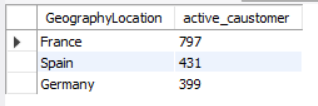 GeographyLocation active_caustomer
France 797
Spain 431
Germany 399